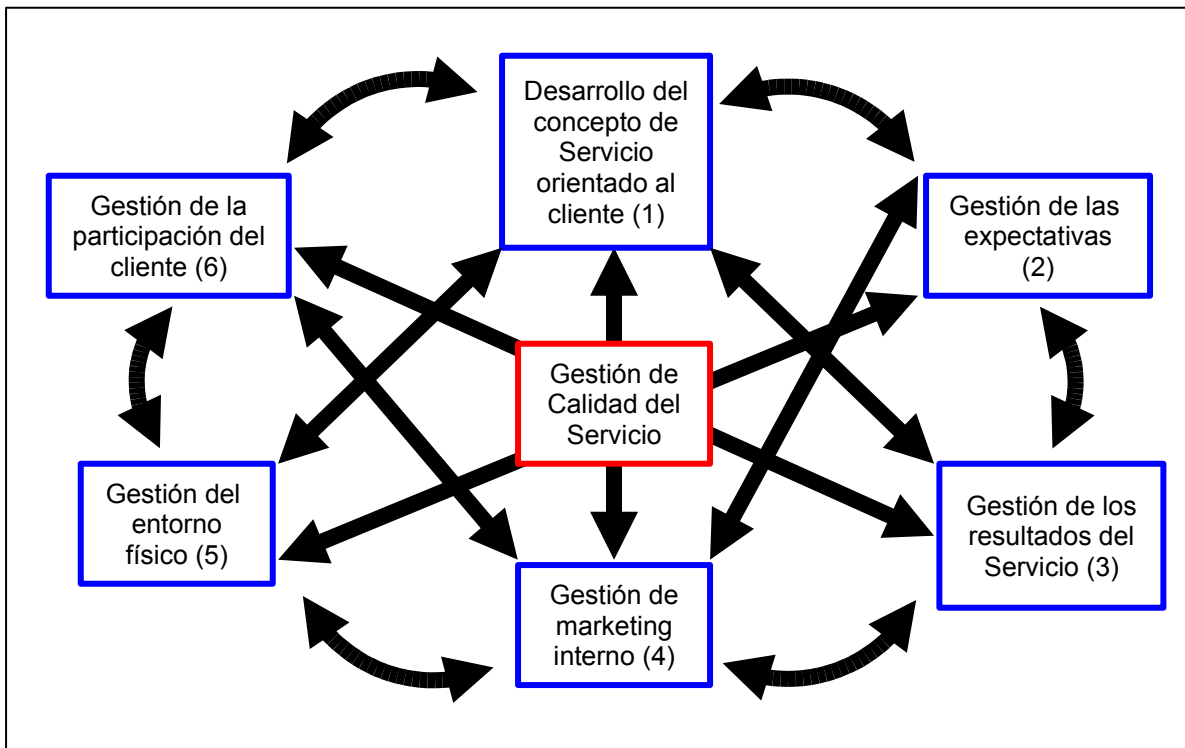 Desarrollo del
concepto de
Servicio
orientado al
cliente (1)
Gestión de la
participación del
cliente (6)
Gestión de las
expectativas
(2)
Gestión de
Calidad del
Servicio
Gestión del
entorno
físico (5)
Gestión de los
resultados del
Servicio (3)
Gestión de
marketing
interno (4)